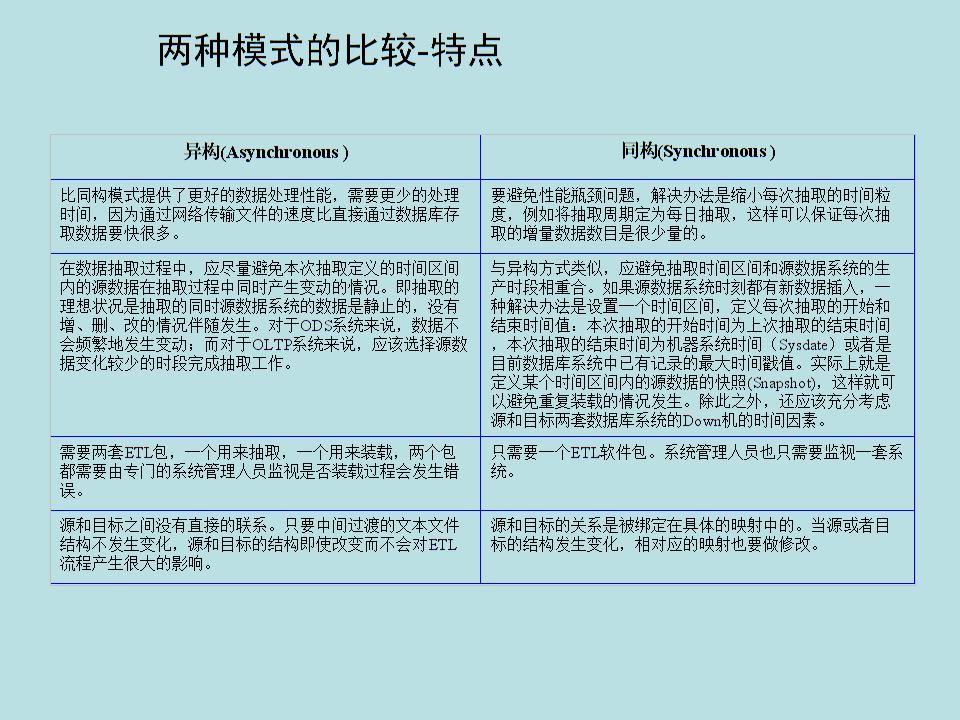 两种模式的比较-特点
异构(Asynchronous )
同构(Synchronous )
比同构模式提供了更好的数据处理性能，需要更少的处理
时间，因为通过网络传输文件的速度比直接通过数据库存
取数据要快很多。
要避免性能瓶颈问题，解决办法是缩小每次抽取的时间粒
度，例如将抽取周期定为每日抽取，这样可以保证每次抽
取的增量数据数目是很少量的。
在数据抽取过程中，应尽量避免本次抽取定义的时间区间
内的源数据在抽取过程中同时产生变动的情况。即抽取的
理想状况是抽取的同时源数据系统的数据是静止的，没有
增、删、改的情况伴随发生。对于ODS系统来说，数据不
会频繁地发生变动；而对于OLTP系统来说，应该选择源数
据变化较少的时段完成抽取工作。
与异构方式类似，应避免抽取时间区间和源数据系统的生
产时段相重合。如果源数据系统时刻都有新数据插入，一
种解决办法是设置一个时间区间，定义每次抽取的开始和
结束时间值：本次抽取的开始时间为上次抽取的结束时间
，本次抽取的结束时间为机器系统时间（Sysdate）或者是
目前数据库系统中已有记录的最大时间戳值。实际上就是
定义某个时间区间内的源数据的快照(Snapshot)，这样就可
以避免重复装载的情况发生。除此之外，还应该充分考虑
源和目标两套数据库系统的Down机的时间因素。
需要两套ETL包，一个用来抽取，一个用来装载，两个包
都需要由专门的系统管理人员监视是否装载过程会发生错
误。
只需要一个ETL软件包。系统管理人员也只需要监视一套系
统。
源和目标之间没有直接的联系。只要中间过渡的文本文件
结构不发生变化，源和目标的结构即使改变而不会对ETL
流程产生很大的影响。
源和目标的关系是被绑定在具体的映射中的。当源或者目
标的结构发生变化，相对应的映射也要做修改。